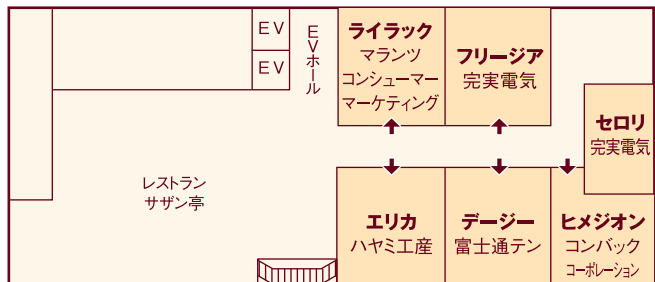 EV
EV
EVホール
ライラック
マランツ
コンシューマー
マーケティング
フリージア
完実電気
セロリ
完実電気
レストラン
サザン亭
エリカ
ハヤミ工産
デージー
富士通テン
ヒメジオン
コンバック
コーポレーション